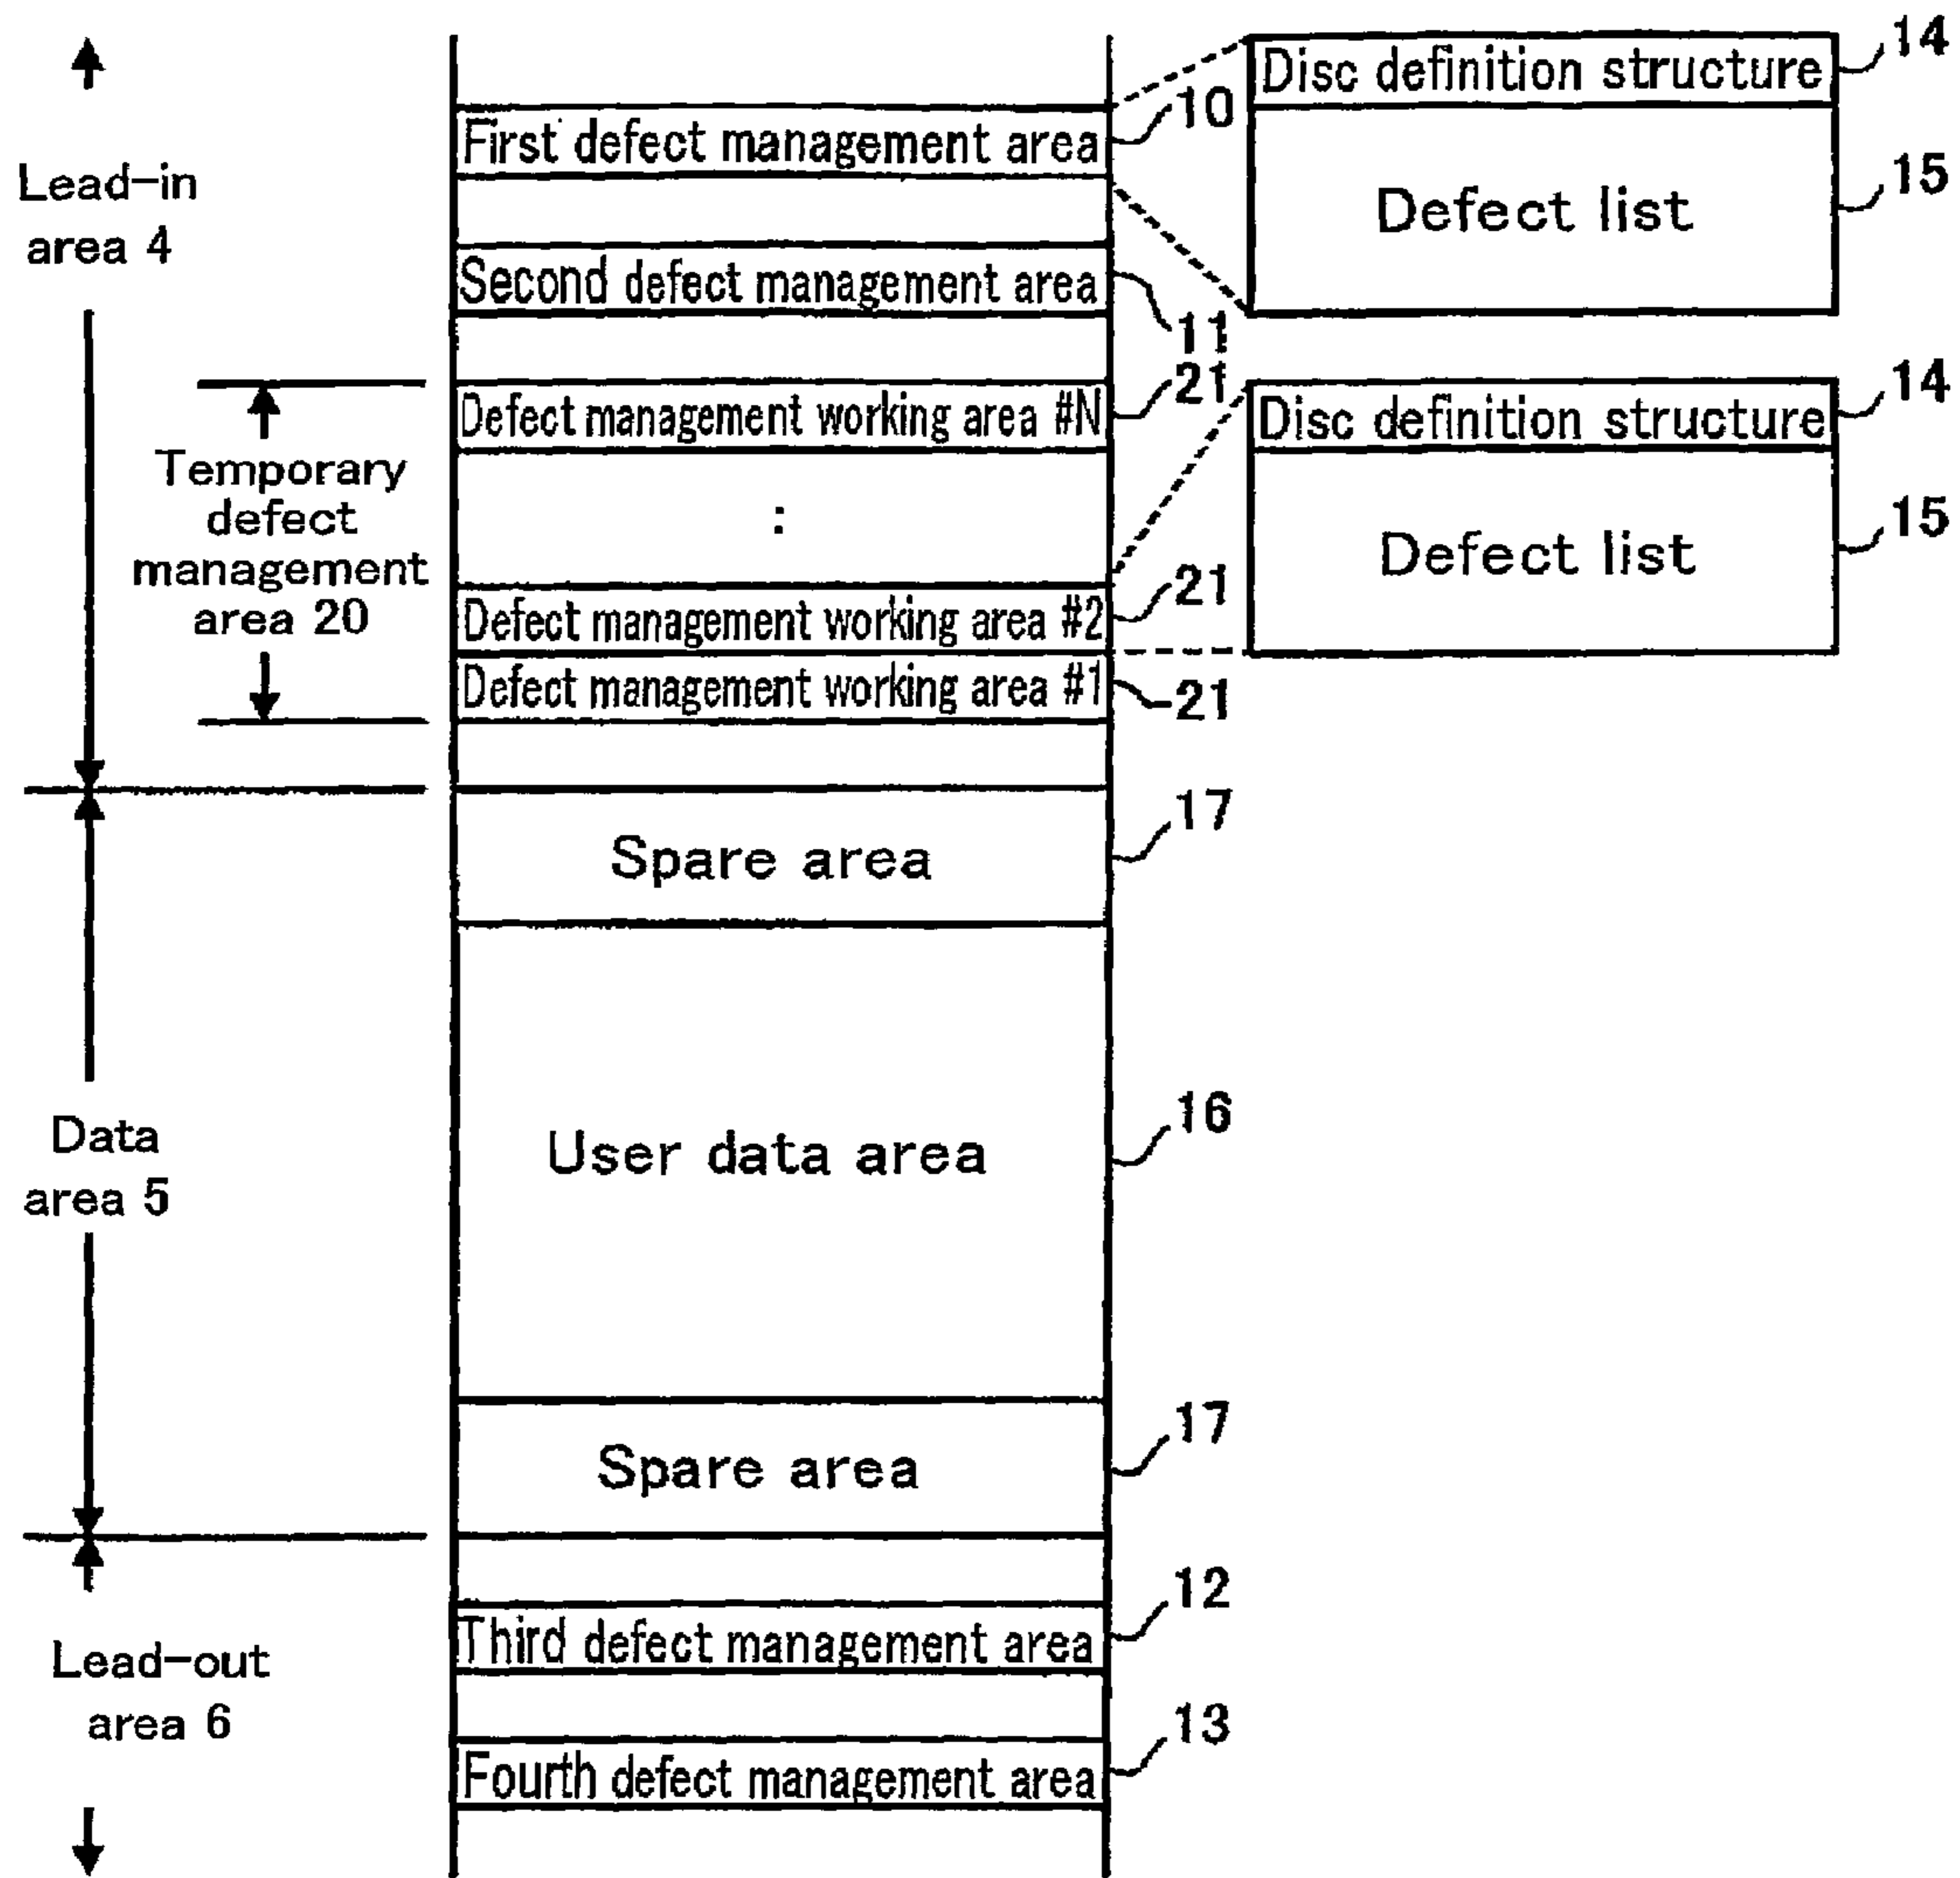 Lead-in
area 4
Temporary
defect
management
area 20
Data
area 5
Lead-out
area 6
First defect management area
10
Second defect management area
11
Defect management working area #N
21
:
Defect management working area #2
21
Defect management working area #1
21
Spare area
17
User data area
16
Spare area
17
Third defect management area
12
Fourth defect management area
13
Disc definition structure
14
Defect list
15
Disc definition structure
14
Defect list
15